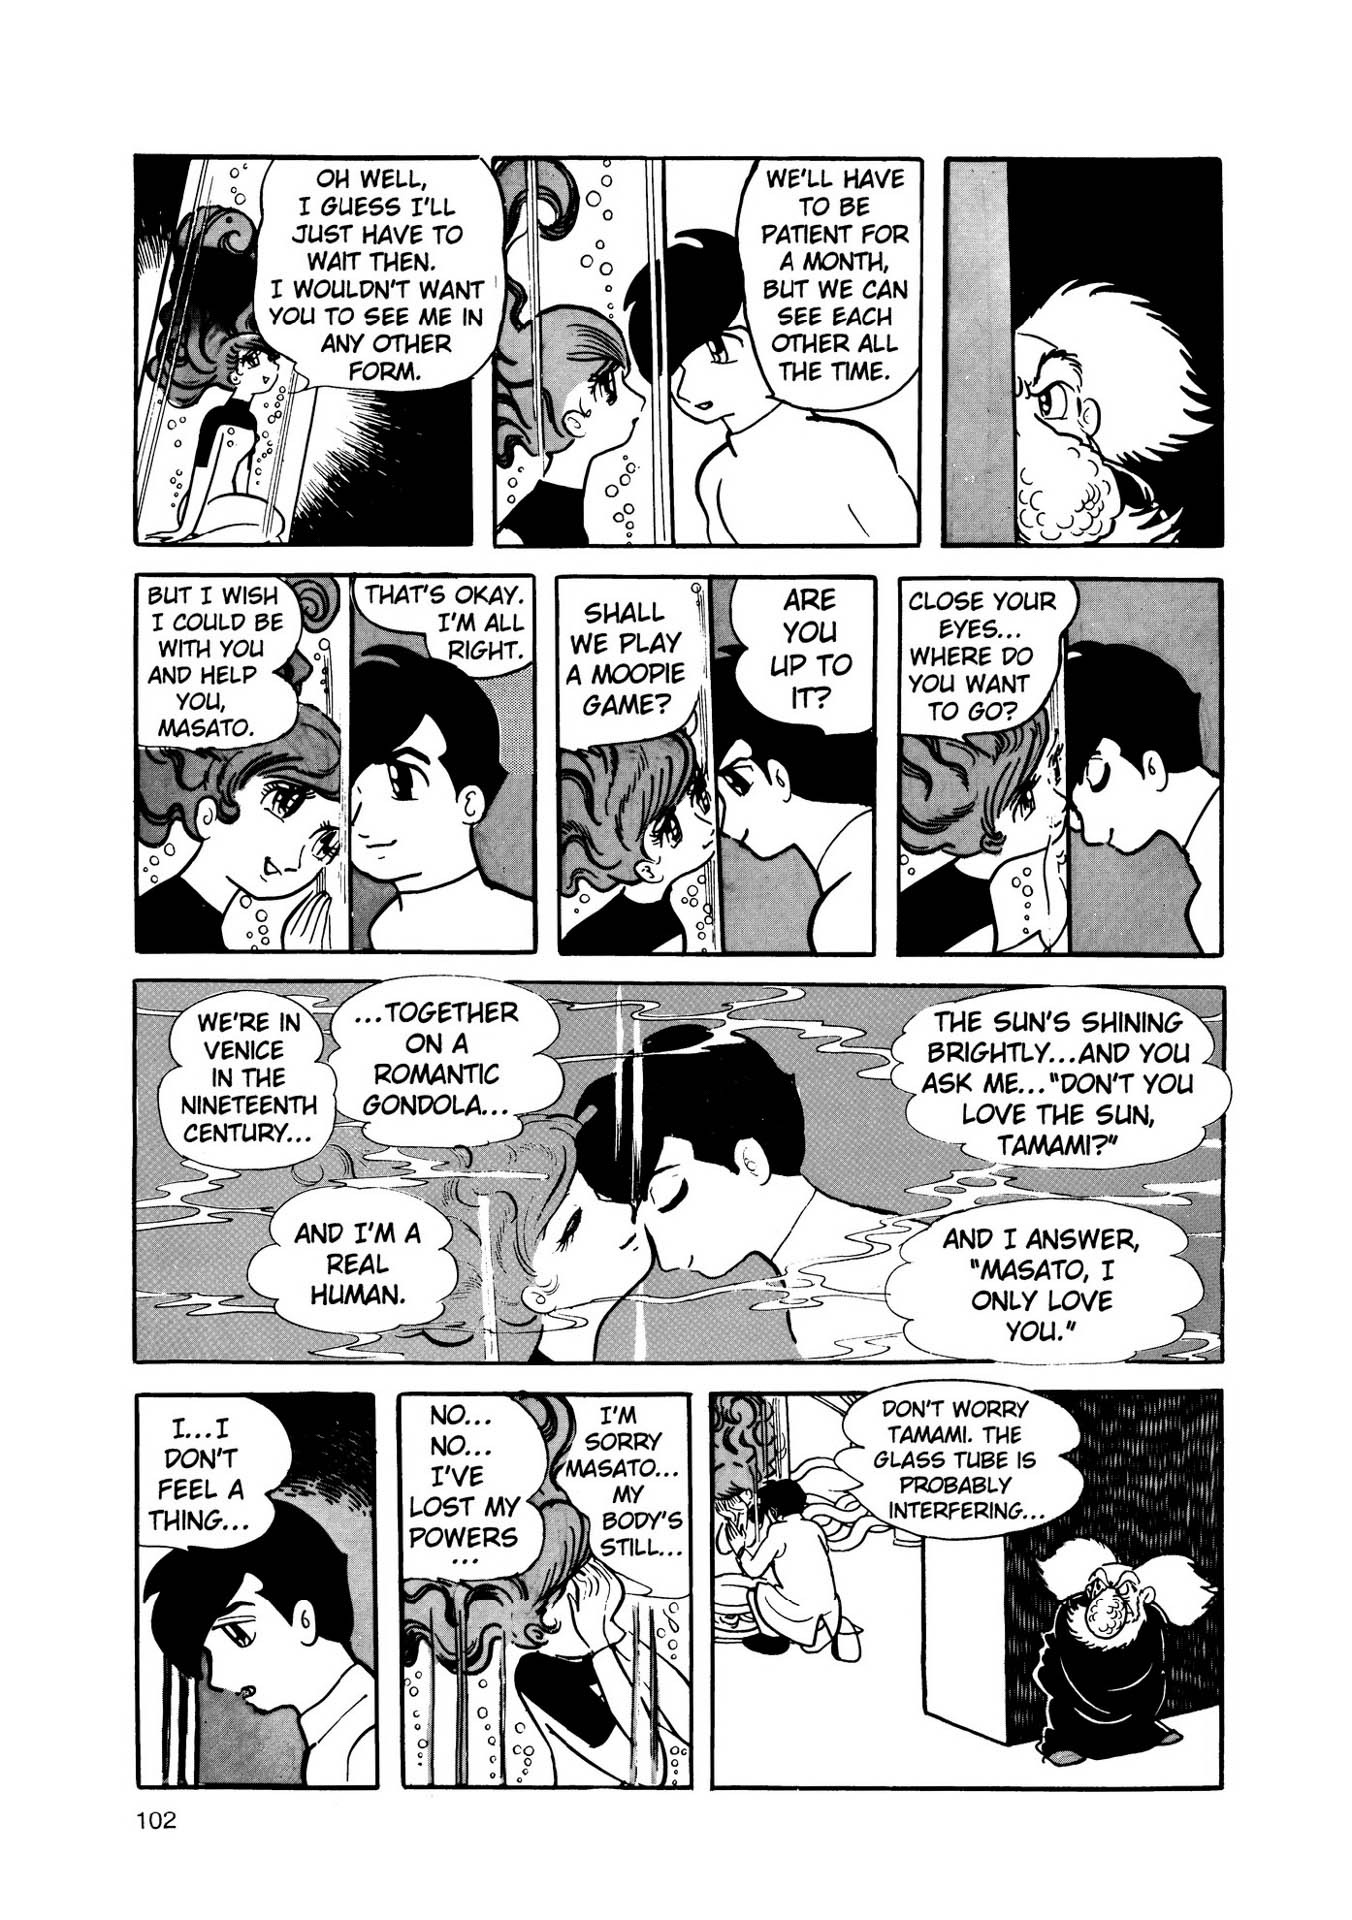 OH WELL,
I GUESS I'LL
JUST HAVE TO
WAIT THEN.
I WOULDN'T WANT
YOU TO SEE ME IN
ANY OTHER
FORM.
WE'LL HAVE
TO BE
PATIENT FOR
A MONTH,
BUT WE CAN
SEE EACH
OTHER ALL
THE TIME.
BUT I WISH
I COULD BE
WITH YOU
AND HELP
YOU,
MASATO.
THAT'S OKAY.
I'M ALL
RIGHT.
SHALL
WE PLAY
A MOOPIE
GAME?
ARE
YOU
UP TO
IT?
CLOSE YOUR
EYES...
WHERE DO
YOU WANT
TO GO?
WE'RE IN
VENICE
IN THE
NINETEENTH
CENTURY...
...TOGETHER
ON A
ROMANTIC
GONDOLA...
AND I'M A
REAL
HUMAN.
THE SUN'S SHINING
BRIGHTLY...AND YOU
ASK ME..."DON'T YOU
LOVE THE SUN,
TAMAMI?"
AND I ANSWER,
"MASATO, I
ONLY LOVE
YOU."
I...I
DON'T
FEEL A
THING...
NO...
NO...
I'VE
LOST MY
POWERS
...
I'M
SORRY
MASATO...
MY
BODY'S
STILL...
DON'T WORRY
TAMAMI. THE
GLASS TUBE IS
PROBABLY
INTERFERING...
102